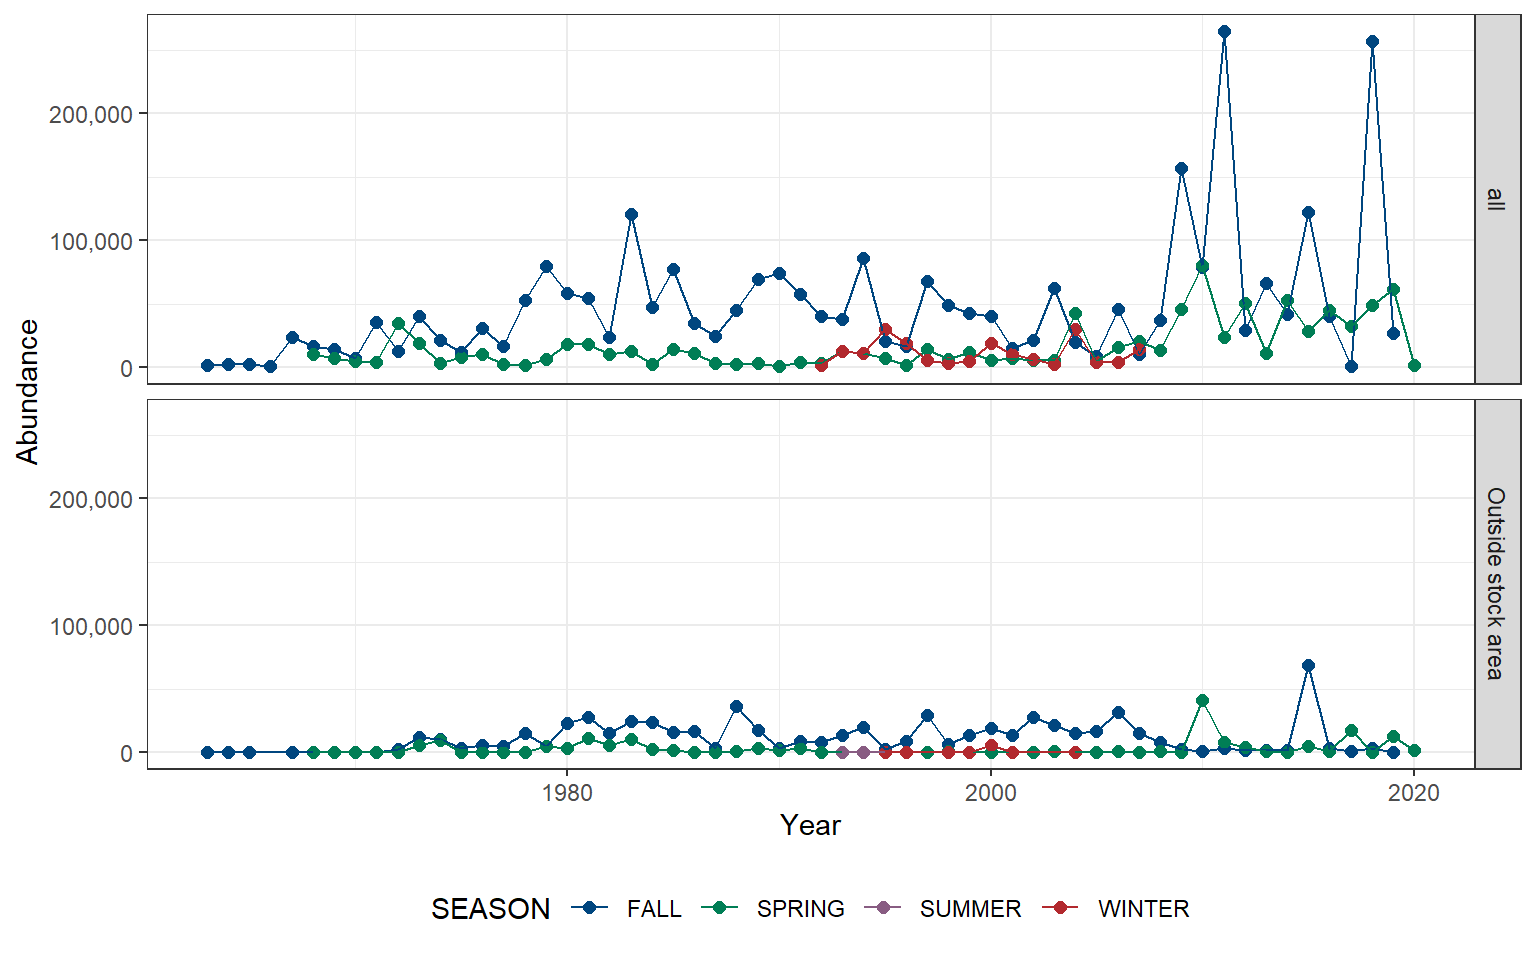 200,000
100,000
0
all
Abundance
200,000
100,000
0
Outside stock area
1980 2000 2020
Year
SEASON FALL SPRING SUMMER WINTER